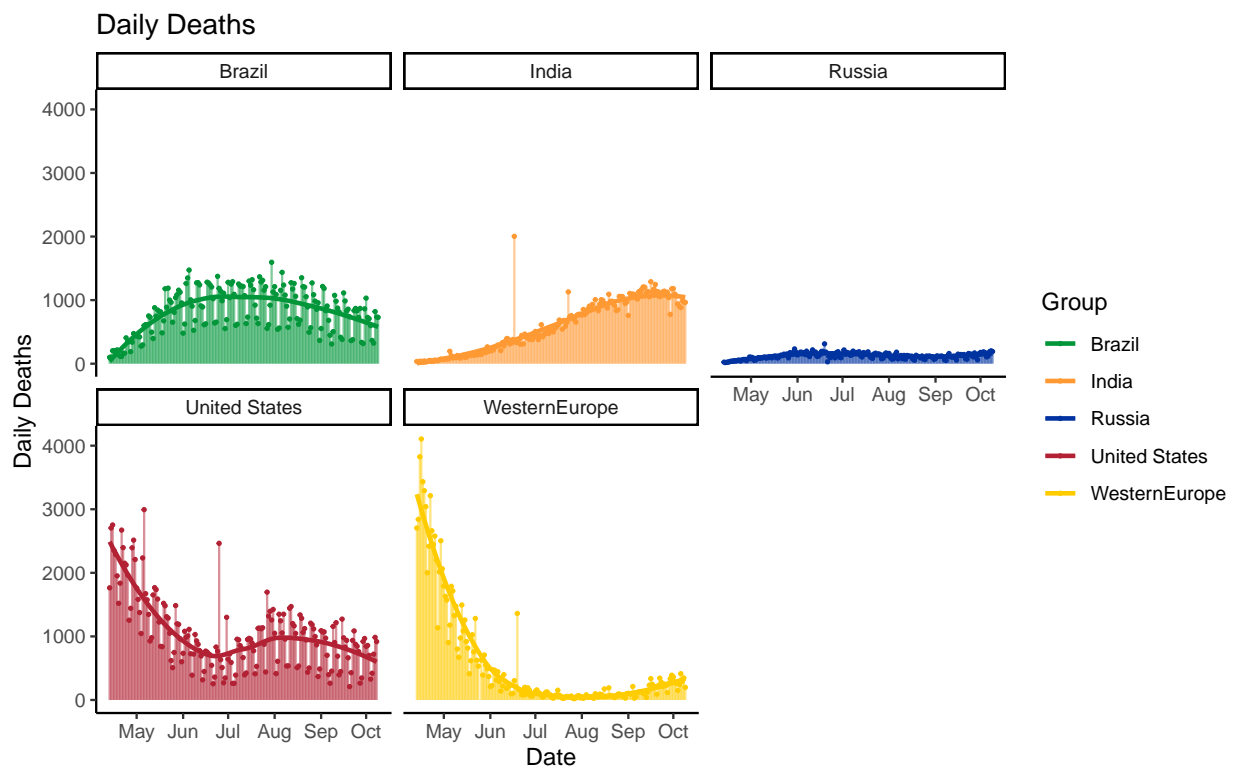 Daily Deaths
Brazil
India
Russia
4000
3000
2000
1000
0
May Jun Jul Aug Sep Oct
United States
WesternEurope
4000
3000
2000
1000
0
May Jun Jul Aug Sep Oct
May Jun Jul Aug Sep Oct
Daily Deaths
Date
Group
Brazil
India
Russia
United States
WesternEurope